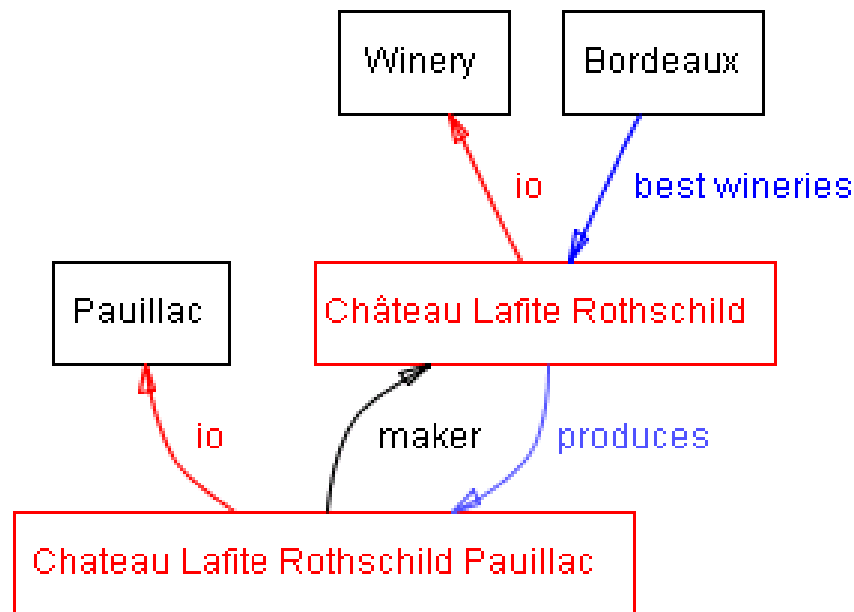 Winery
Bordeaux
io
best wineries
Pauillac
Château Lafite Rothschild
io
maker
produces
Chateau Lafite Rothschild Pauillac